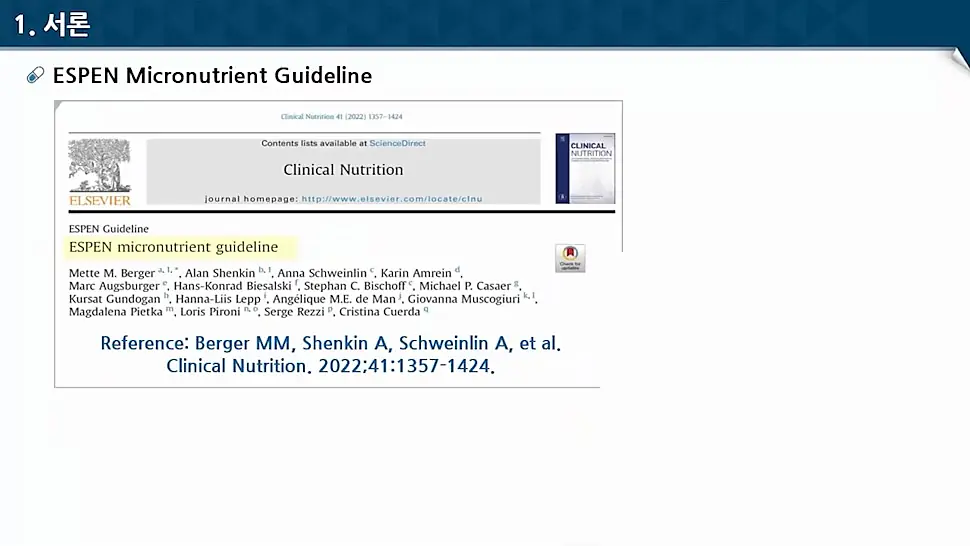 1. 서론
ESPEN Micronutrient Guideline
Clinical Nutrition 41 (2022) 1357–1424
Contents lists available at ScienceDirect
Clinical Nutrition
journal homepage: http://www.elsevier.com/locate/clnu
ELSEVIER
CLINICAL
NUTRITION
ESPEN Guideline
ESPEN micronutrient guideline
Check for
updates
Mette M. Berger a, 1, *, Alan Shenkin b, 1, Anna Schweinlin c, Karin Amrein d,
Marc Augsburger e, Hans-Konrad Biesalski f, Stephan C. Bischoff c, Michael P. Casaer g,
Kursat Gundogan h, Hanna-Liis Lepp i, Angélique M.E. de Man j, Giovanna Muscogiuri k, l,
Magdalena Pietka m, Loris Pironi n, o, Serge Rezzi p, Cristina Cuerda q
Reference: Berger MM, Shenkin A, Schweinlin A, et al.
Clinical Nutrition. 2022;41:1357-1424.